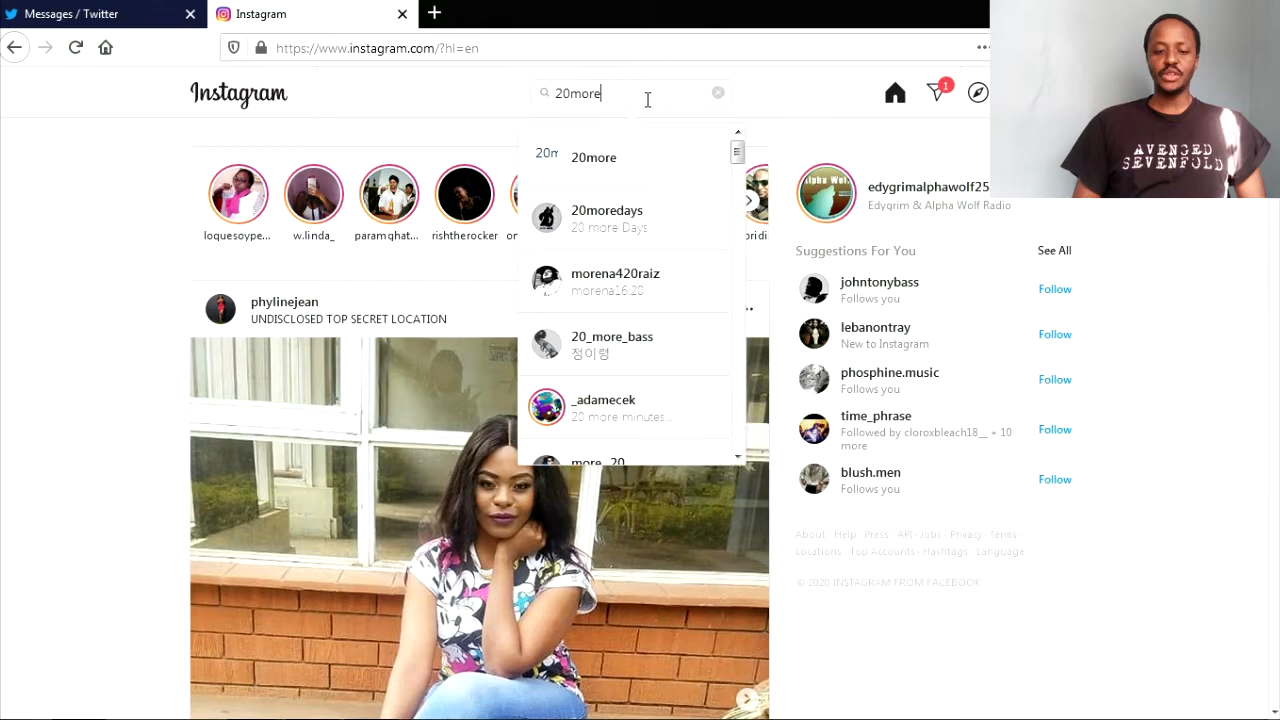 Messages / Twitter
Instagram
https://www.instagram.com/?hl=en
Instagram
20more
1
20m
20more
20moredays
20 more Days
morena420raiz
morena16;20
20_more_bass
정이령
_adamecek
20 more minutes...
more_20
loquesoype...
w.linda_
paramqhat...
rishtherocker
phylinejean
UNDISCLOSED TOP SECRET LOCATION
AVENGED
SEVENFOLD
edygrimalphawolf25
Edygrim & Alpha Wolf Radio
Suggestions For You
See All
johntonybass
Follows you
Follow
lebanontray
New to Instagram
Follow
phosphine.music
Follows you
Follow
time_phrase
Followed by cloroxbleach18__ + 10
more
Follow
blush.men
Follows you
Follow
About · Help · Press · API · Jobs · Privacy · Terms ·
Locations · Top Accounts · Hashtags · Language
© 2020 INSTAGRAM FROM FACEBOOK